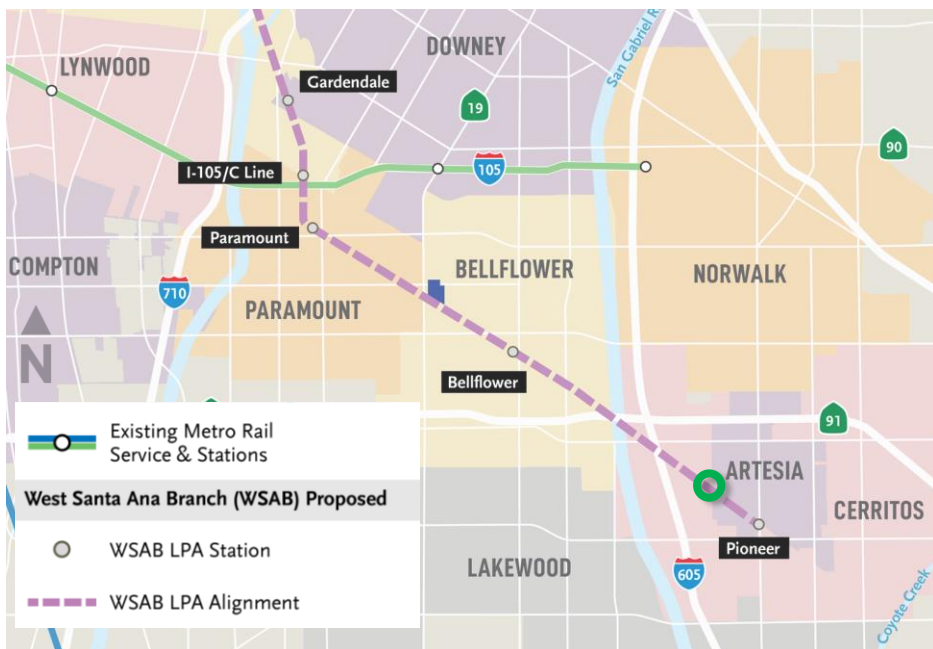 DOWNEY
San Gabriel R
LYNWOOD
Gardendale
19
90
I-105/C Line
105
Paramount
COMPTON
BELLFLOWER
NORWALK
710
PARAMOUNT
N
Bellflower
Existing Metro Rail
Service & Stations
91
West Santa Ana Branch (WSAB) Proposed
ARTESIA
CERRITOS
WSAB LPA Station
Pioneer
LAKEWOOD
605
WSAB LPA Alignment
Coyote Creek